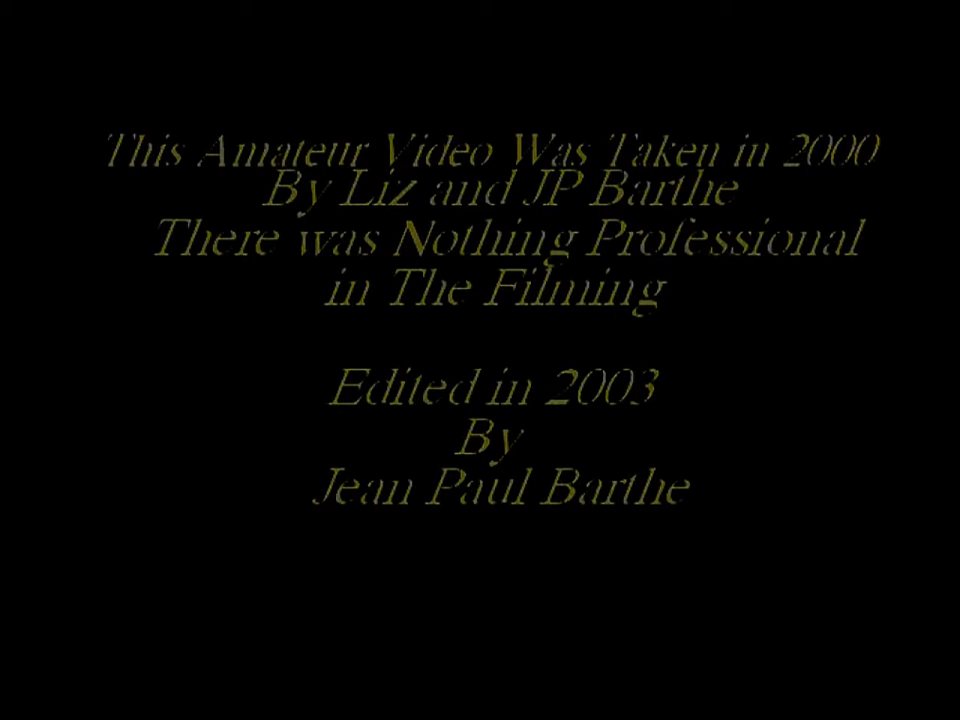 This Amateur Video Was Taken in 2000
By Liz and JP Barthe
There was Nothing Professional
in The Filming
Edited in 2003
By
Jean Paul Barthe